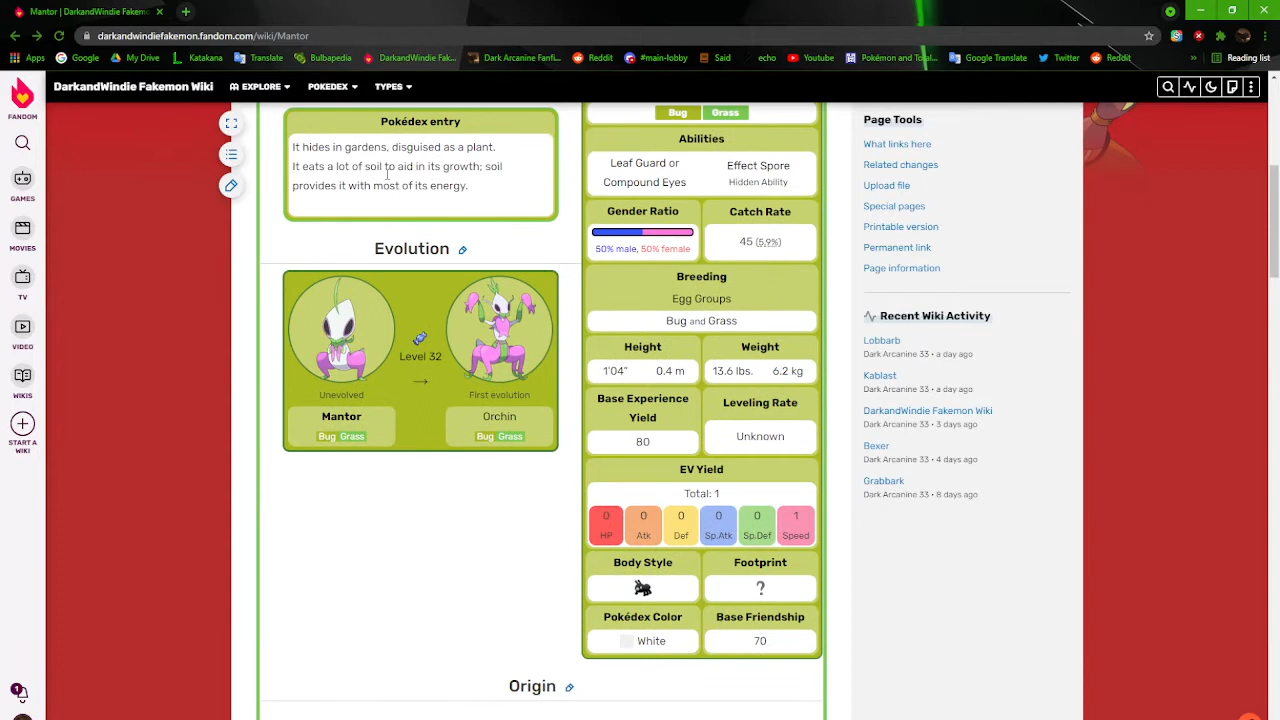 Mantor | DarkandWindie Fakemon
darkandwindiefakemon.fandom.com/wiki/Mantor
Apps Google My Drive Katakana Translate Bulbapedia DarkandWindie Fak... Dark Arcanine 33 - ... Reddit #main-lobby Said echo Youtube Pokémon and Total... Google Translate Twitter Reddit » Reading list
DarkandWindie Fakemon Wiki EXPLORE POKEDEX TYPES
FANDOM
GAMES
MOVIES
TV
VIDEO
WIKIS
START A
WIKI
1
Pokédex entry
It hides in gardens, disguised as a plant.
It eats a lot of soil to aid in its growth; soil
provides it with most of its energy.
Evolution
Level 32
→
Unevolved
First evolution
Mantor
Orchin
Bug Grass
Bug Grass
Bug Grass
Abilities
Leaf Guard or
Compound Eyes
Effect Spore
Hidden Ability
Gender Ratio
Catch Rate
50% male, 50% female
45 (5.9%)
Breeding
Egg Groups
Bug and Grass
Height
Weight
1'04" 0.4 m
13.6 lbs. 6.2 kg
Base Experience
Yield
Leveling Rate
80
Unknown
EV Yield
Total: 1
0 0 0 0 0 1
HP Atk Def Sp.Atk Sp.Def Speed
Body Style
Footprint
?
Pokédex Color
Base Friendship
White
70
Origin
Page Tools
What links here
Related changes
Upload file
Special pages
Printable version
Permanent link
Page information
Recent Wiki Activity
Lobbarb
Dark Arcanine 33 • a day ago
Kablast
Dark Arcanine 33 • a day ago
DarkandWindie Fakemon Wiki
Dark Arcanine 33 • 3 days ago
Bexer
Dark Arcanine 33 • 4 days ago
Grabbark
Dark Arcanine 33 • 8 days ago